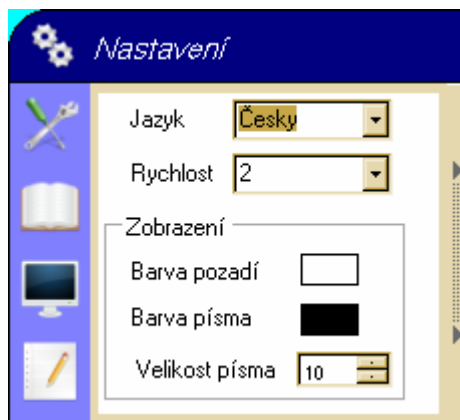 Nastavení
Jazyk Česky
Rychlost 2
Zobrazení
Barva pozadí
Barva písma
Velikost písma 10